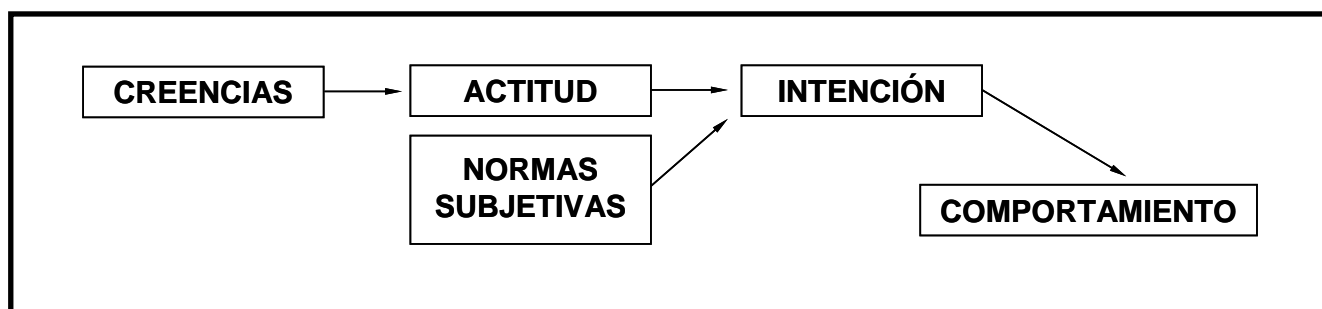 CREENCIAS
ACTITUD
INTENCIÓN
NORMAS
SUBJETIVAS
COMPORTAMIENTO